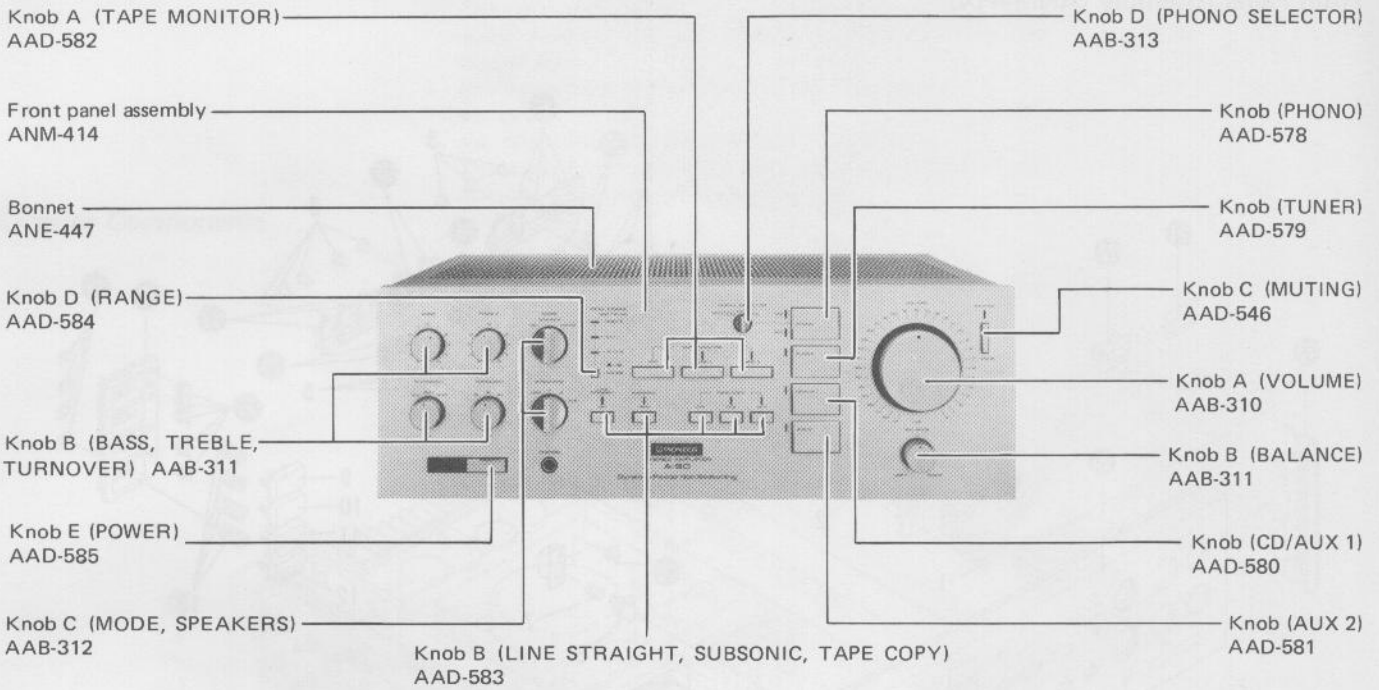 Knob A (TAPE MONITOR)
AAD-582
Front panel assembly
ANM-414
Bonnet
ANE-447
Knob D (RANGE)
AAD-584
Knob B (BASS, TREBLE,
TURNOVER) AAB-311
Knob E (POWER)
AAD-585
Knob C (MODE, SPEAKERS)
AAB-312
Knob B (LINE STRAIGHT, SUBSONIC, TAPE COPY)
AAD-583
Knob D (PHONO SELECTOR)
AAB-313
Knob (PHONO)
AAD-578
Knob (TUNER)
AAD-579
Knob C (MUTING)
AAD-546
Knob A (VOLUME)
AAB-310
Knob B (BALANCE)
AAB-311
Knob (CD/AUX 1)
AAD-580
Knob (AUX 2)
AAD-581
PIONEER